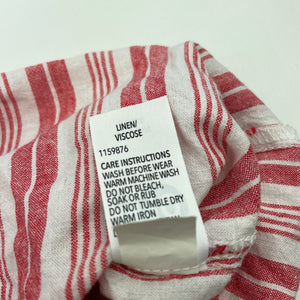 LINEN/
VISCOSE
1159876
CARE INSTRUCTIONS
WASH BEFORE WEAR
WARM MACHINE WASH
DO NOT BLEACH,
SOAK OR RUB
DO NOT TUMBLE DRY
WARM IRON